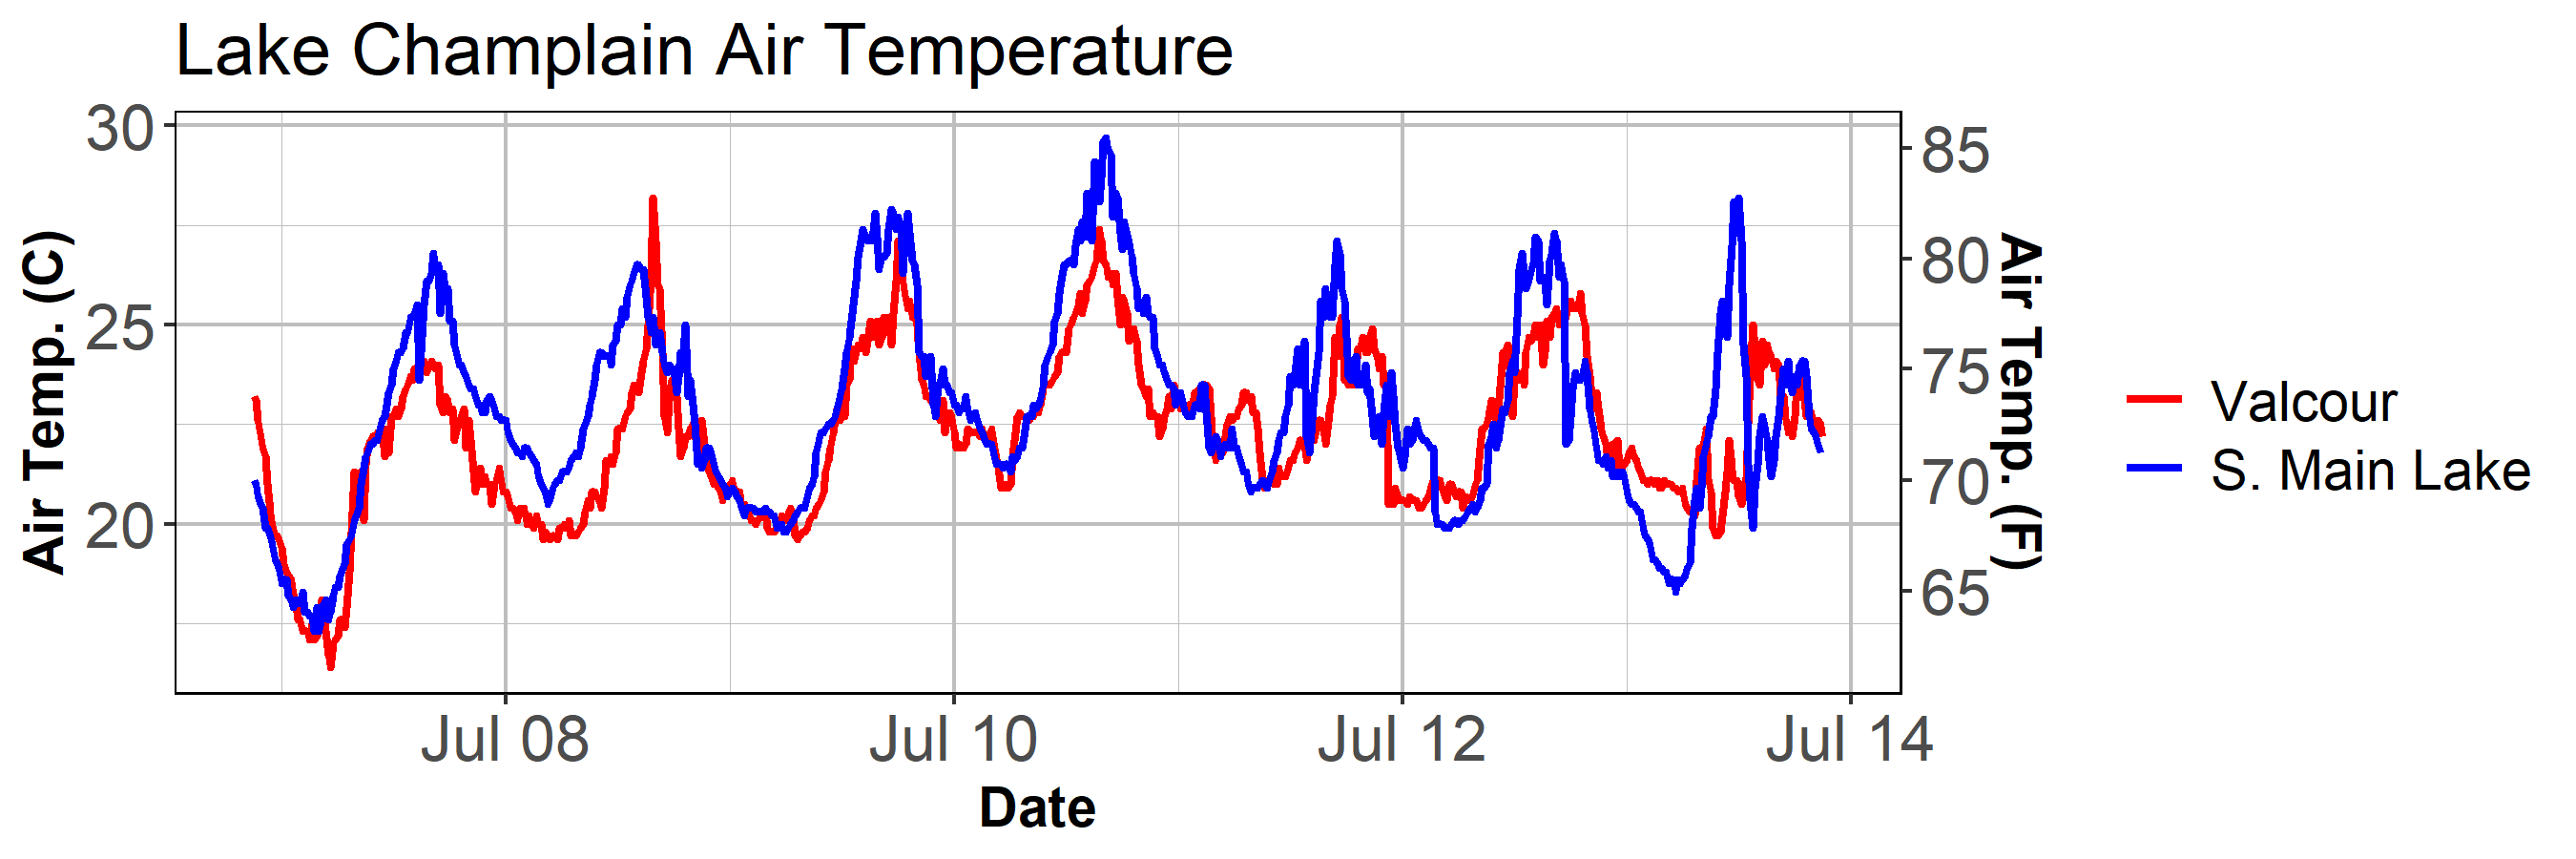 Lake Champlain Air Temperature
Air Temp. (C)
30
25
20
85
80
75
70
65
Air Temp. (F)
Jul 08
Jul 10
Jul 12
Jul 14
Date
Valcour
S. Main Lake